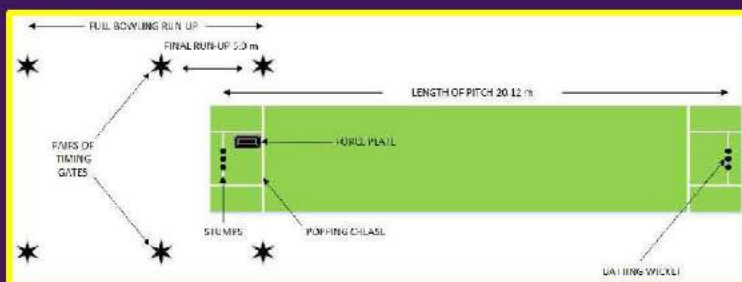 FULL BOWLING RUN-UP
FINAL RUN-UP 5.0 m
LENGTH OF PITCH 20.12 m
PAIRS OF
TIMING
GATES
FORCE PLATE
STUMPS
POPPING CREASE
BATTING WICKET